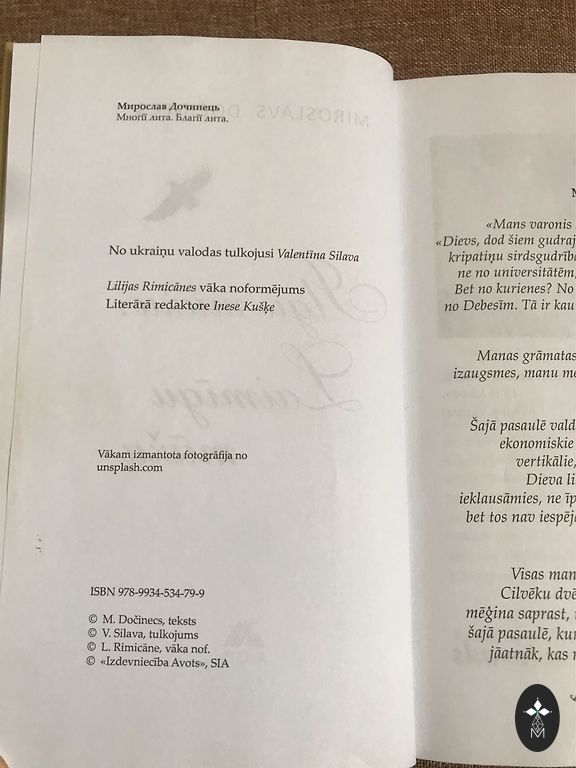 Мирослав Дочинець
Многії лита. Благії лита.
No ukraiņu valodas tulkojusi Valentīna Silava
Lilijas Rimicānes vāka noformējums
Literārā redaktore Inese Kušķe
Vākam izmantota fotogrāfija no
unsplash.com
ISBN 978-9934-534-79-9
© M. Dočinecs, teksts
© V. Silava, tulkojums
© L. Rimicāne, vāka nof.
© «Izdevniecība Avots», SIA
«Mans varonis
«Dievs, dod šiem gudraj
kripatiņu sirdsgudrība
ne no universitātēm,
Bet no kurienes? No
no Debesīm. Tā ir kau
Manas grāmatas
izaugsmes, manu me
Šajā pasaulē vald
ekonomiskie
vertikālie,
Dieva li
ieklausāmies, ne īp
bet tos nav iespēj
Visas man
Cilvēku dvē
mēģina saprast,
šajā pasaulē, kur
jāatnāk, kas